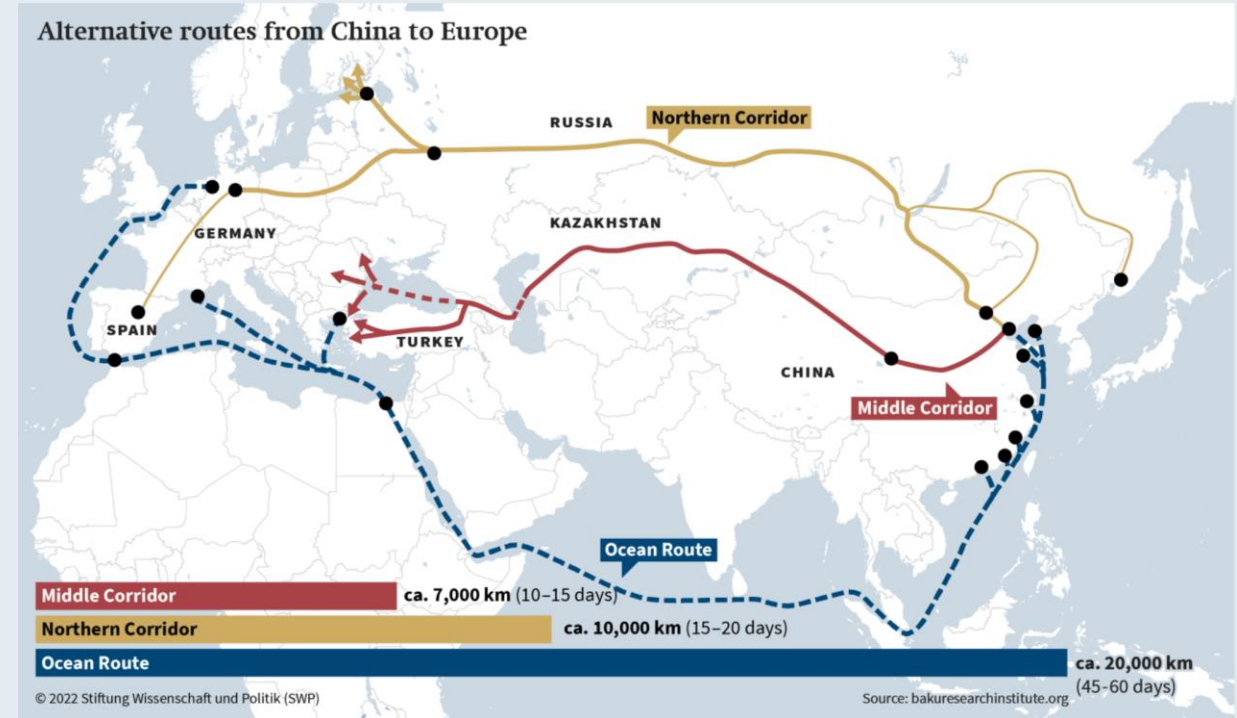 Alternative routes from China to Europe
RUSSIA
Northern Corridor
KAZAKHSTAN
GERMANY
SPAIN
TURKEY
CHINA
Middle Corridor
Ocean Route
Middle Corridor
ca. 7,000 km (10–15 days)
Northern Corridor
ca. 10,000 km (15–20 days)
Ocean Route
ca. 20,000 km
(45-60 days)
© 2022 Stiftung Wissenschaft und Politik (SWP)
Source: bakuresearchinstitute.org